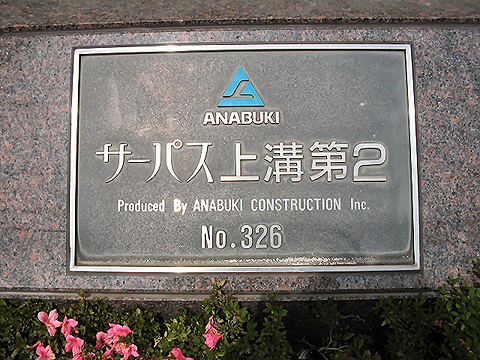 ANABUKI
サーパス上溝第2
Produced By ANABUKI CONSTRUCTION Inc.
No.326